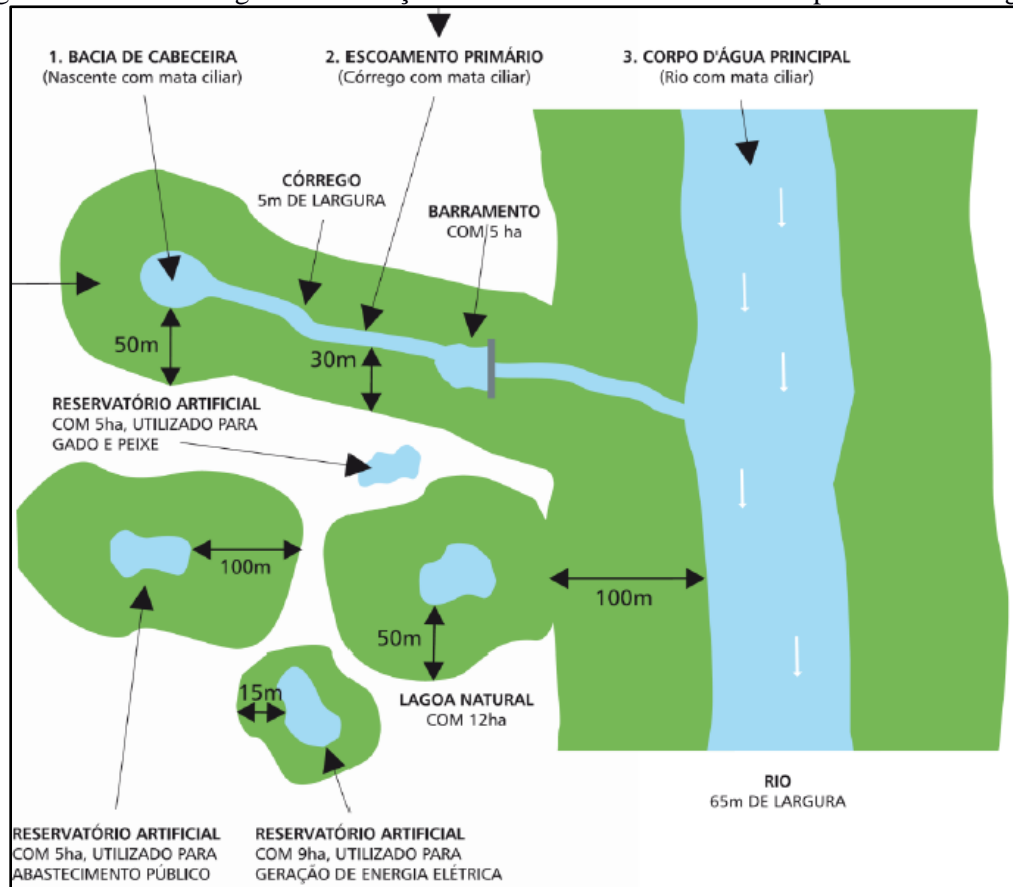 1. BACIA DE CABECEIRA
(Nascente com mata ciliar)
2. ESCOAMENTO PRIMÁRIO
(Córrego com mata ciliar)
3. CORPO D'ÁGUA PRINCIPAL
(Rio com mata ciliar)
CÓRREGO
5m DE LARGURA
BARRAMENTO
COM 5 ha
50m
30m
RESERVATÓRIO ARTIFICIAL
COM 5ha, UTILIZADO PARA
GADO E PEIXE
100m
100m
50m
15m
LAGOA NATURAL
COM 12ha
RIO
65m DE LARGURA
RESERVATÓRIO ARTIFICIAL
COM 5ha, UTILIZADO PARA
ABASTECIMENTO PÚBLICO
RESERVATÓRIO ARTIFICIAL
COM 9ha, UTILIZADO PARA
GERAÇÃO DE ENERGIA ELÉTRICA